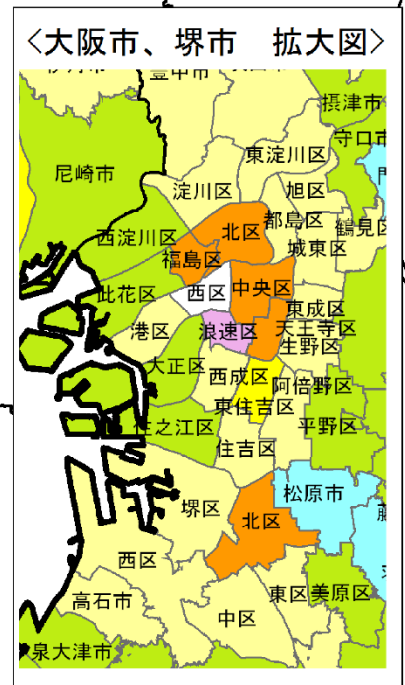 <大阪市、堺市 拡大図>
豊中市
摂津市
守口市
東淀川区
尼崎市
淀川区
旭区
都島区
鶴見区
西淀川区
北区
城東区
福島区
此花区
西区
中央区
東成区
港区
浪速区
天王寺区
生野区
大正区
西成区
阿倍野区
東住吉区
住之江区
平野区
住吉区
松原市
堺区
北区
西区
東区
美原区
高石市
中区
泉大津市